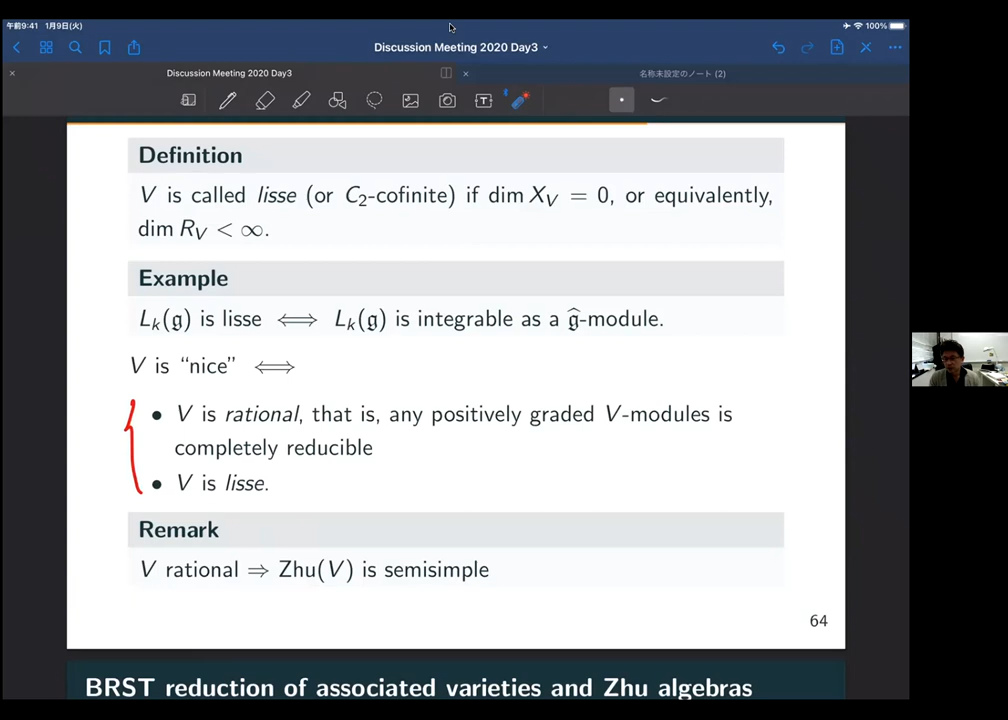 午前9:41 1月9日(火)
100%
Discussion Meeting 2020 Day3
Discussion Meeting 2020 Day3
名称未設定のノート (2)
T
Definition
V is called lisse (or C₂-cofinite) if dim X_V = 0, or equivalently,
dim R_V < ∞.
Example
L_k(𝔤) is lisse ⟺ L_k(𝔤) is integrable as a 𝔤̂-module.
V is “nice” ⟺
• V is rational, that is, any positively graded V-modules is
completely reducible
• V is lisse.
Remark
V rational ⇒ Zhu(V) is semisimple
64
BRST reduction of associated varieties and Zhu algebras